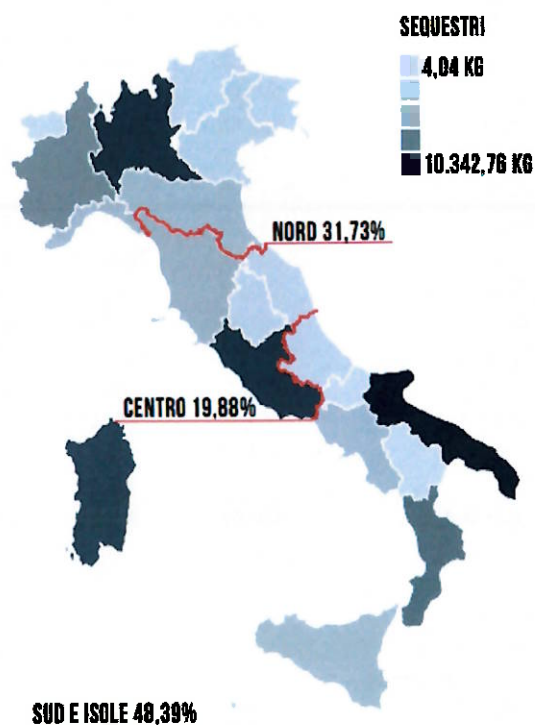 SEQUESTRI
4,04 KG
10.342,76 KG
NORD 31,73%
CENTRO 19,88%
SUD E ISOLE 48,39%